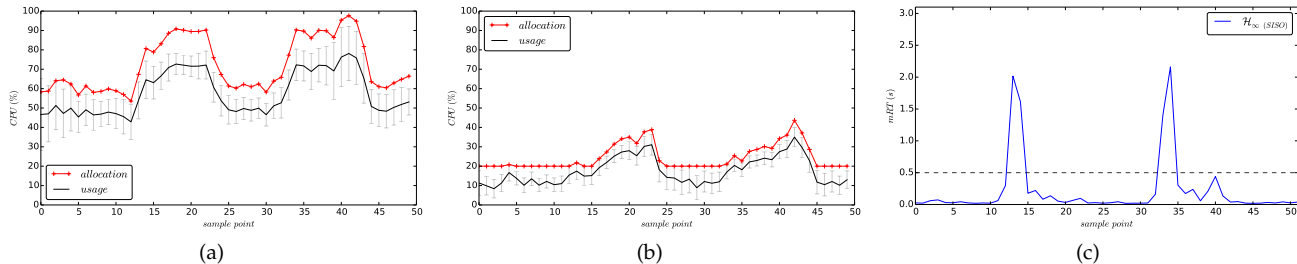 100
90
80
70
60
50
40
30
20
10
0
CPU (%)
allocation
usage
0 5 10 15 20 25 30 35 40 45 50
sample point
(a)
100
90
80
70
60
50
40
30
20
10
0
CPU (%)
allocation
usage
0 5 10 15 20 25 30 35 40 45 50
sample point
(b)
3.0
2.5
2.0
1.5
1.0
0.5
0.0
mRT (s)
ℋ∞ (SISO)
0 5 10 15 20 25 30 35 40 45 50
sample point
(c)